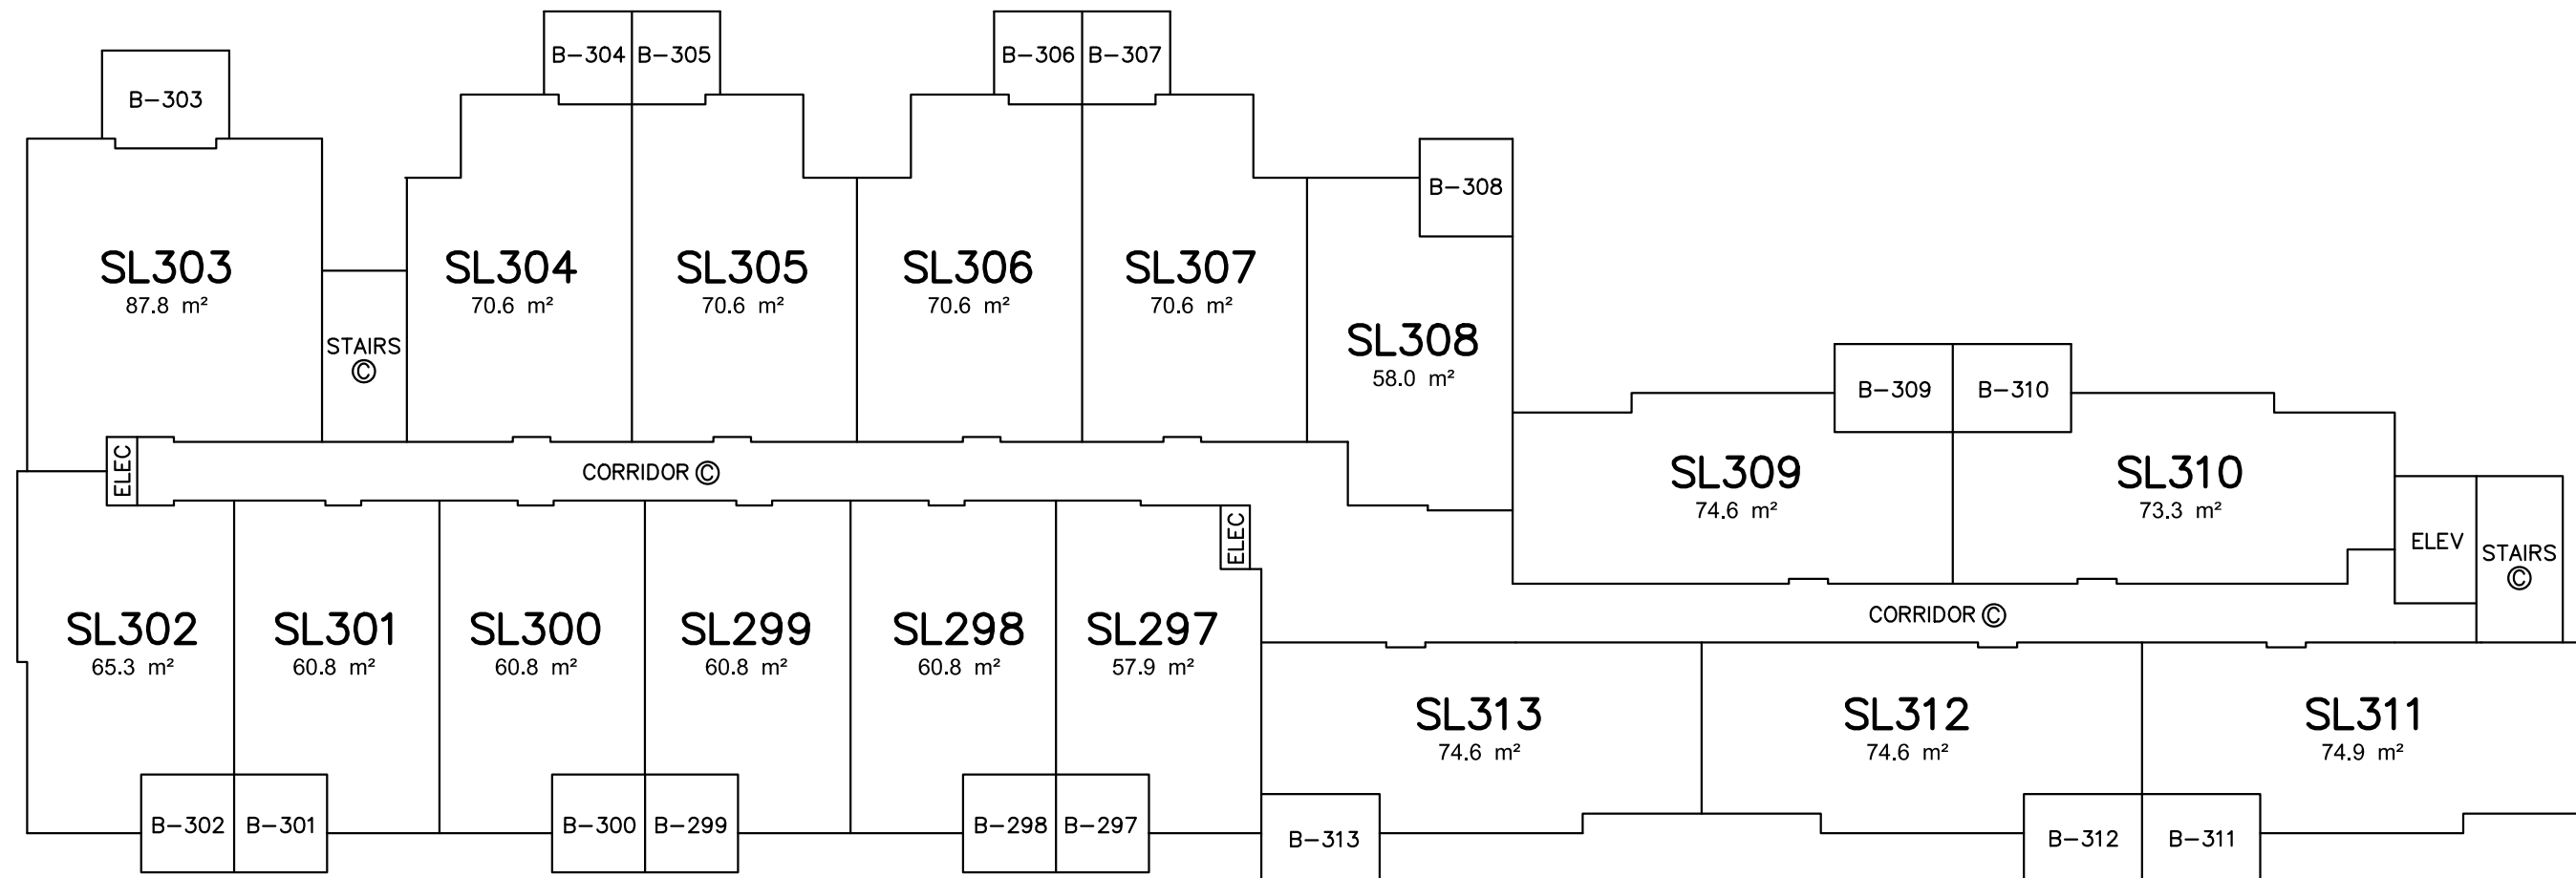 B-304
B-305
B-306
B-307
B-303
B-308
SL303
87.8 m²
SL304
70.6 m²
SL305
70.6 m²
SL306
70.6 m²
SL307
70.6 m²
STAIRS
©
SL308
58.0 m²
B-309
B-310
ELEC
CORRIDOR ©
SL309
74.6 m²
SL310
73.3 m²
ELEC
ELEV
STAIRS
©
SL302
65.3 m²
SL301
60.8 m²
SL300
60.8 m²
SL299
60.8 m²
SL298
60.8 m²
SL297
57.9 m²
CORRIDOR ©
SL313
74.6 m²
SL312
74.6 m²
SL311
74.9 m²
B-302
B-301
B-300
B-299
B-298
B-297
B-313
B-312
B-311